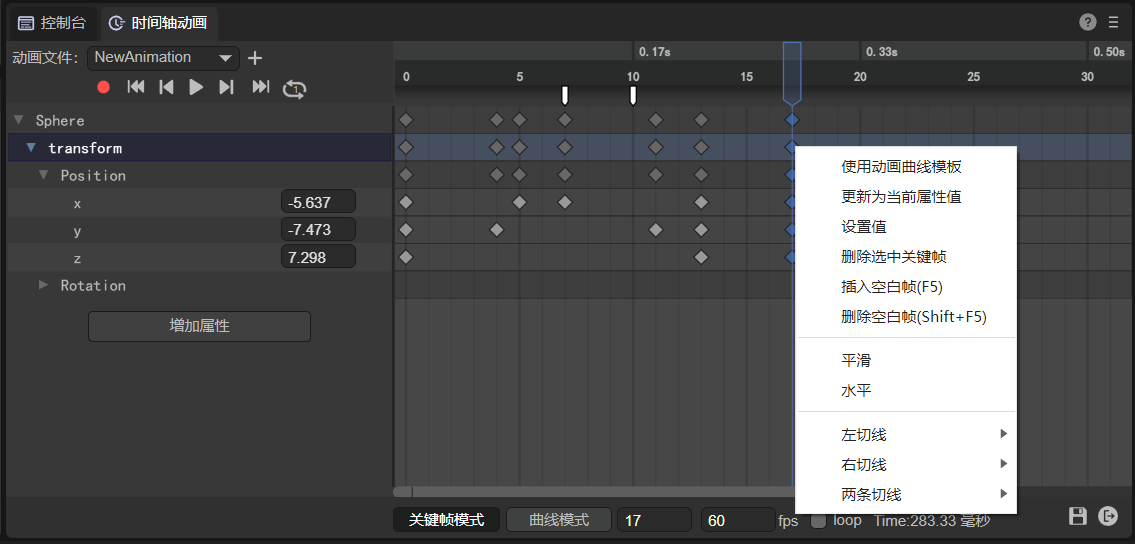 控制台 时间轴动画 ?
动画文件： NewAnimation 0.17s 0.33s 0.50s
0 5 10 15 20 25 30
1
Sphere
transform
Position
x -5.637
y -7.473
z 7.298
Rotation
增加属性
使用动画曲线模板
更新为当前属性值
设置值
删除选中关键帧
插入空白帧(F5)
删除空白帧(Shift+F5)
平滑
水平
左切线
右切线
两条切线
关键帧模式 曲线模式 17 60 fps loop Time:283.33 毫秒